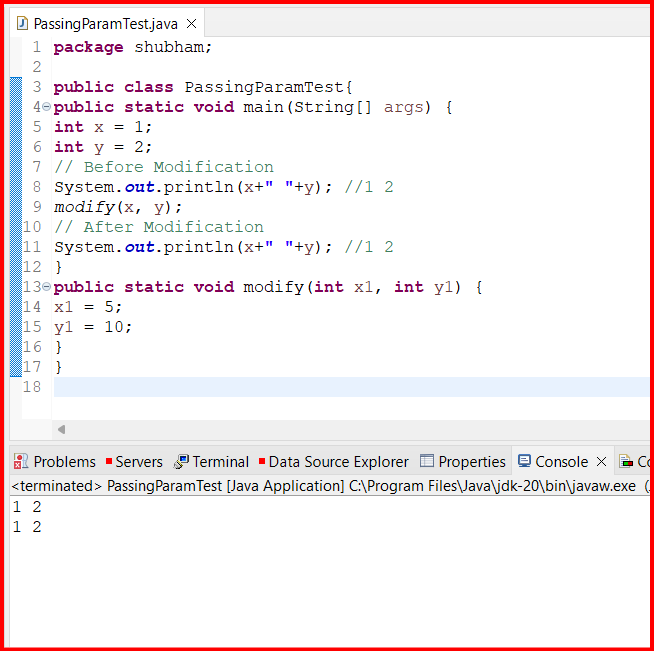 PassingParamTest.java
1 package shubham;
2
3 public class PassingParamTest{
4 public static void main(String[] args) {
5 int x = 1;
6 int y = 2;
7 // Before Modification
8 System.out.println(x+" "+y); //1 2
9 modify(x, y);
10 // After Modification
11 System.out.println(x+" "+y); //1 2
12 }
13 public static void modify(int x1, int y1) {
14 x1 = 5;
15 y1 = 10;
16 }
17 }
18
Problems Servers Terminal Data Source Explorer Properties Console Co
<terminated> PassingParamTest [Java Application] C:\Program Files\Java\jdk-20\bin\javaw.exe (
1 2
1 2